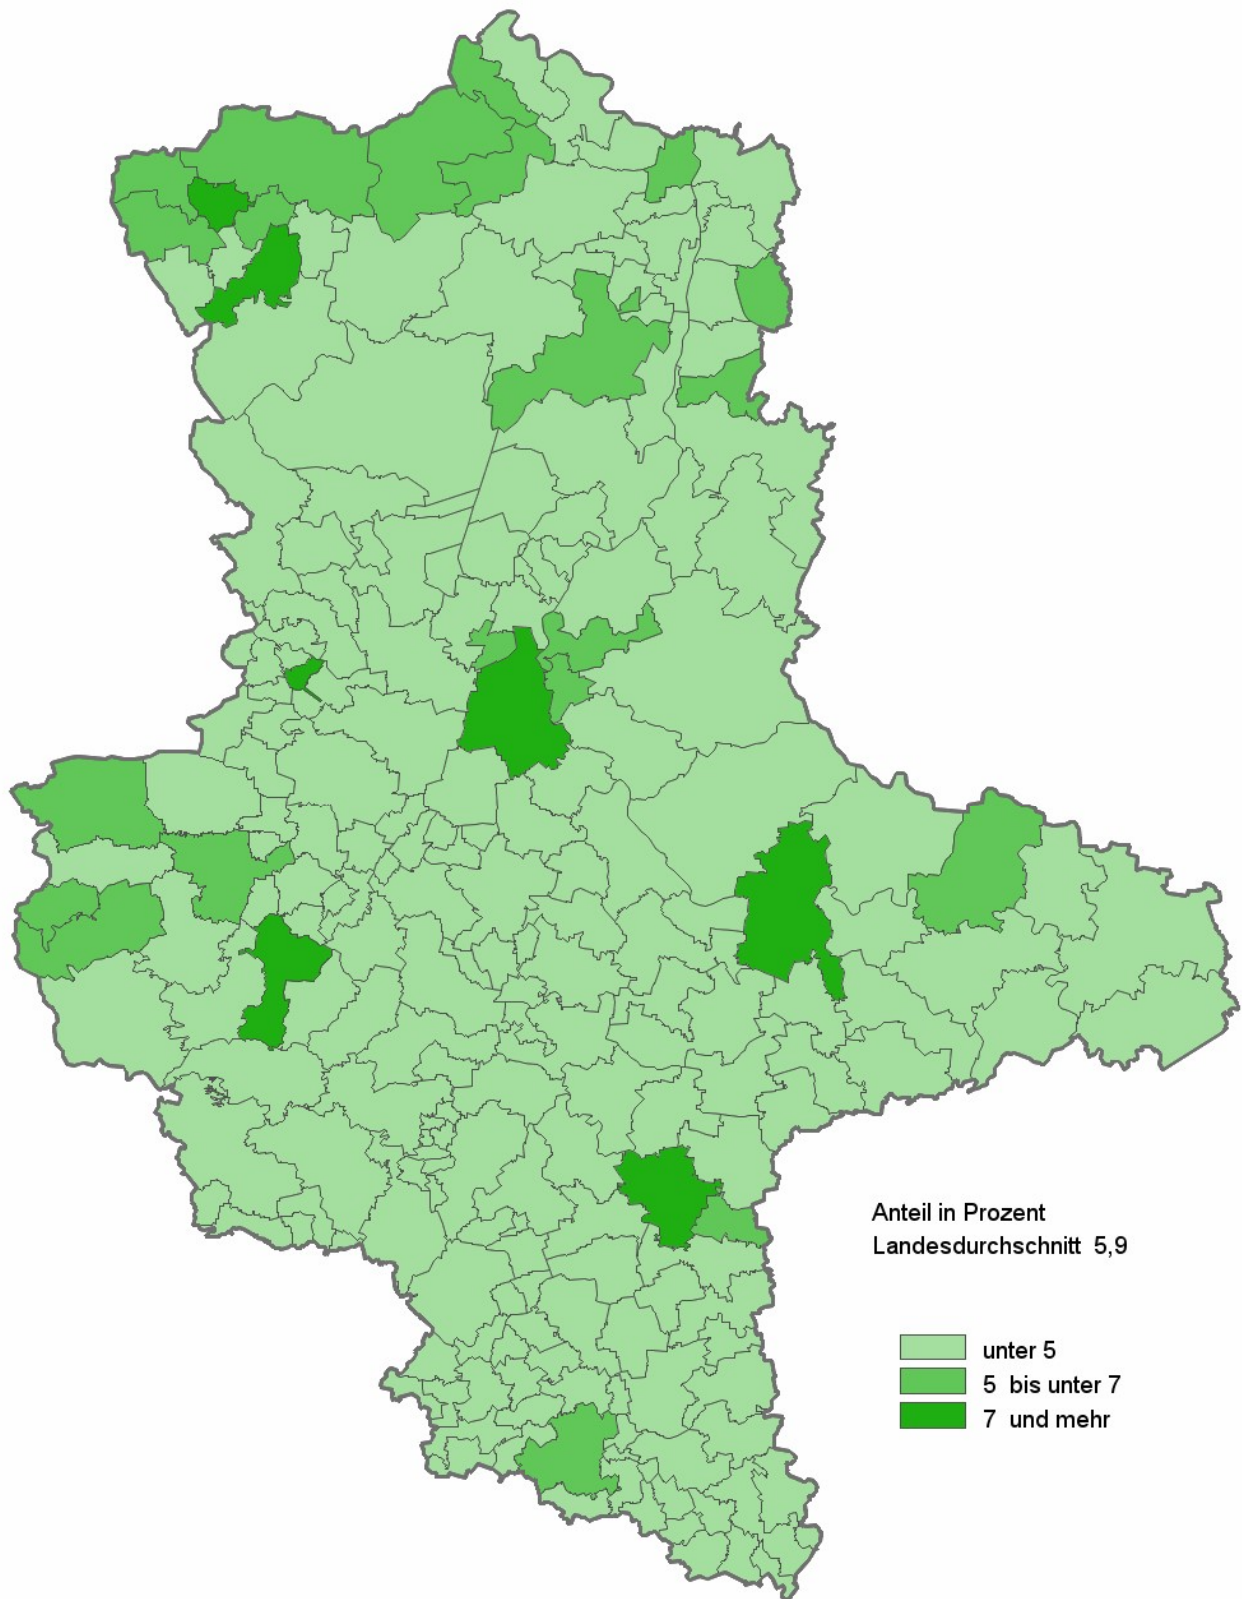 Anteil in Prozent
Landesdurchschnitt 5,9
unter 5
5 bis unter 7
7 und mehr